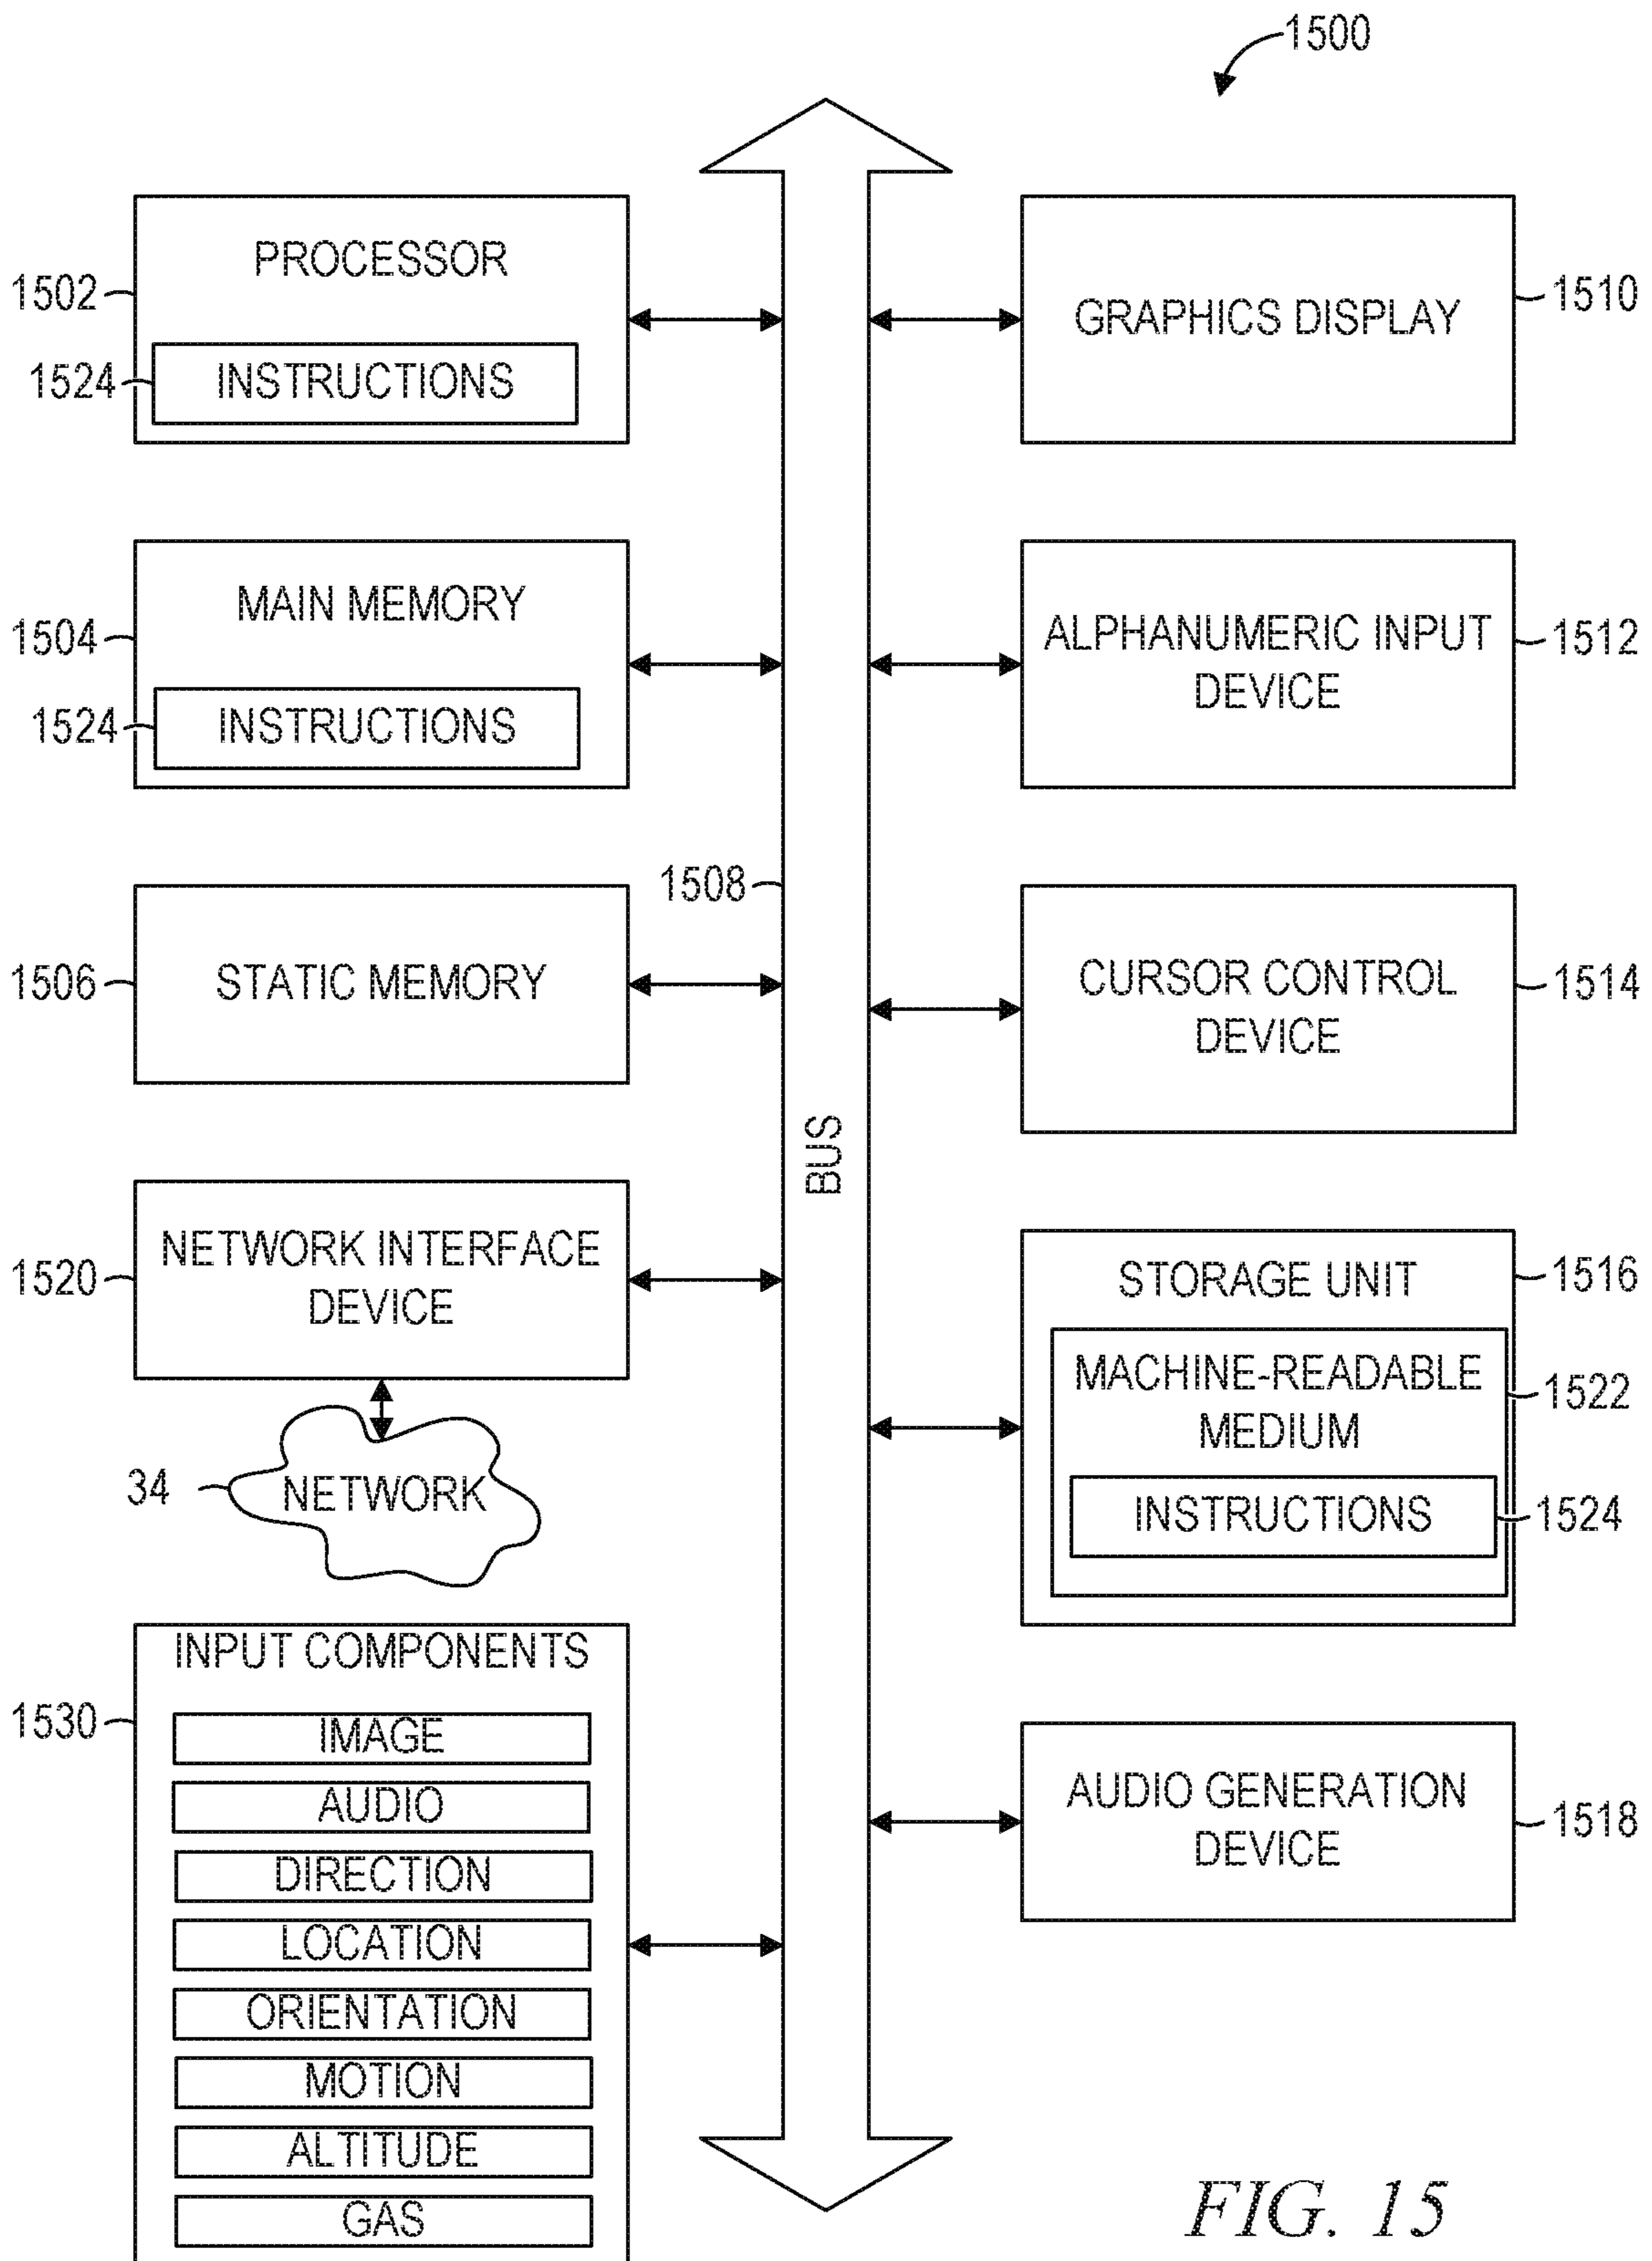 1500
PROCESSOR
1502
1524
INSTRUCTIONS
GRAPHICS DISPLAY
1510
MAIN MEMORY
1504
1524
INSTRUCTIONS
ALPHANUMERIC INPUT
DEVICE
1512
1508
1506
STATIC MEMORY
CURSOR CONTROL
DEVICE
1514
BUS
NETWORK INTERFACE
DEVICE
1520
34
NETWORK
STORAGE UNIT
1516
MACHINE-READABLE
MEDIUM
1522
INSTRUCTIONS
1524
INPUT COMPONENTS
1530
IMAGE
AUDIO
DIRECTION
LOCATION
ORIENTATION
MOTION
ALTITUDE
GAS
AUDIO GENERATION
DEVICE
1518
FIG. 15